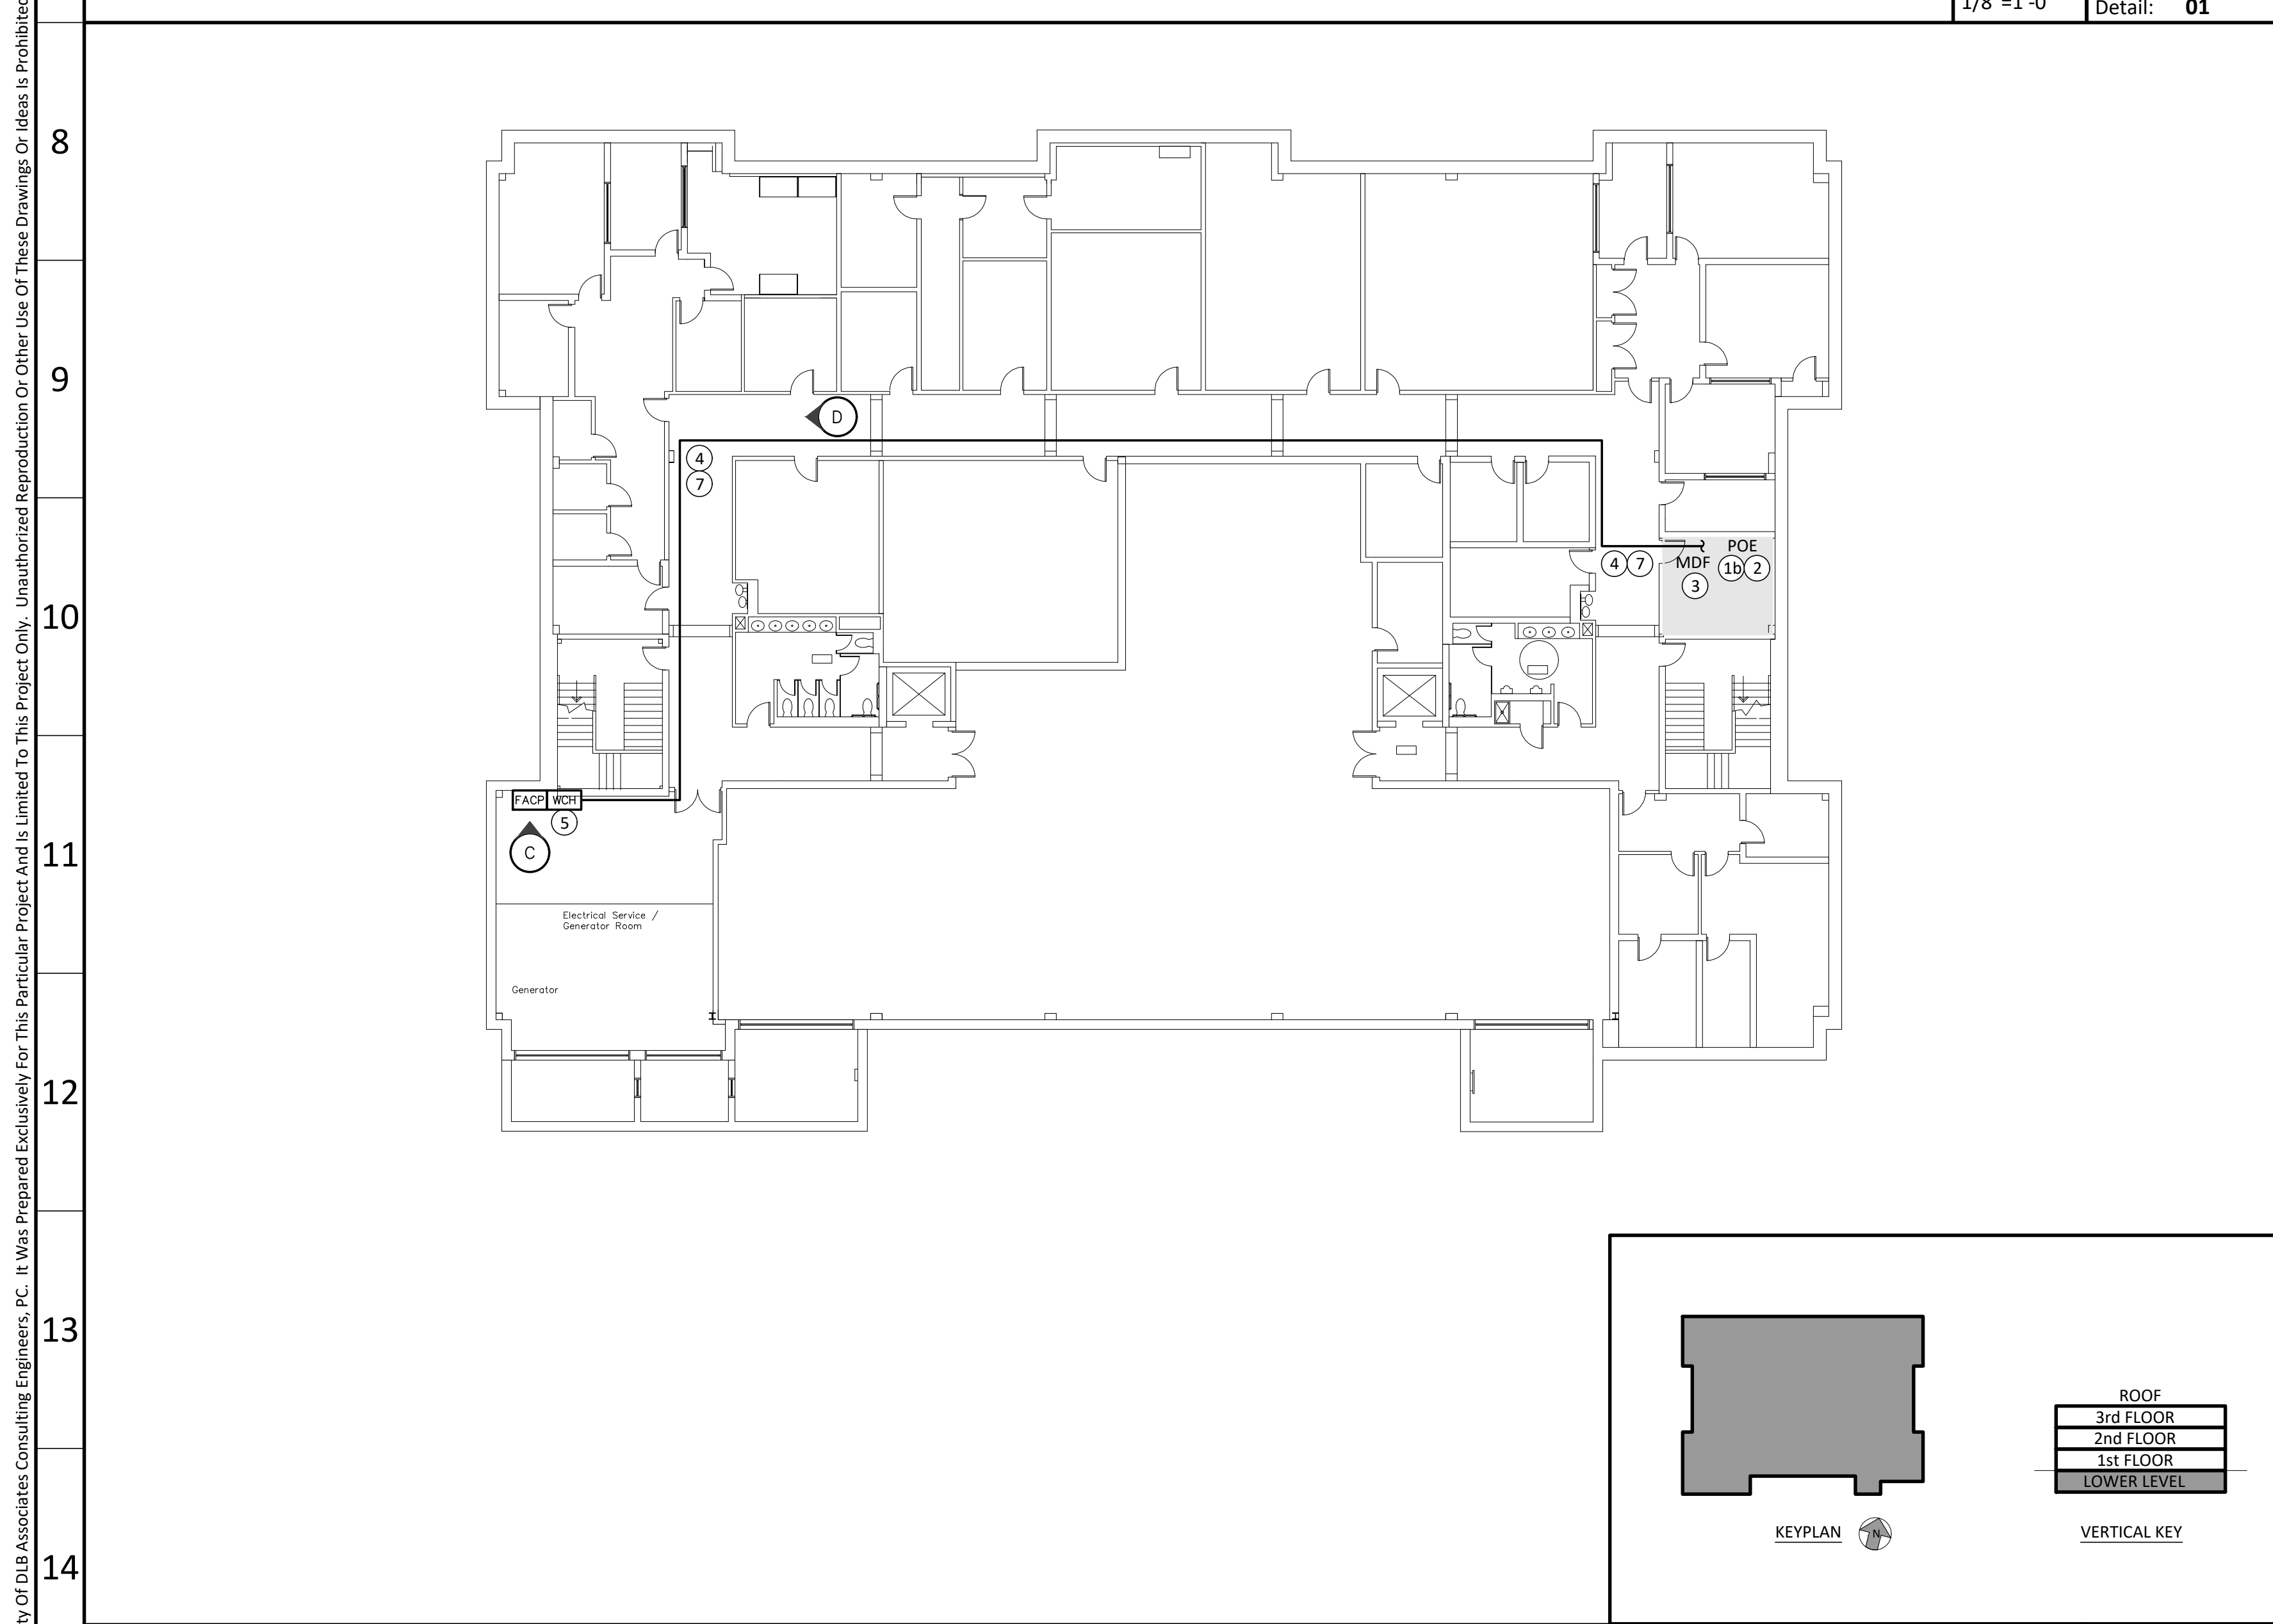 1/8"=1'-0"
Detail: 01
ty Of DLB Associates Consulting Engineers, PC. It Was Prepared Exclusively For This Particular Project And Is Limited To This Project Only. Unauthorized Reproduction Or Other Use Of These Drawings Or Ideas Is Prohibited
8
9
10
11
12
13
14
D
4
7
POE
MDF
4 7
1b 2
3
FACP WCH
5
C
Electrical Service /
Generator Room
Generator
ROOF
3rd FLOOR
2nd FLOOR
1st FLOOR
LOWER LEVEL
KEYPLAN
N
VERTICAL KEY